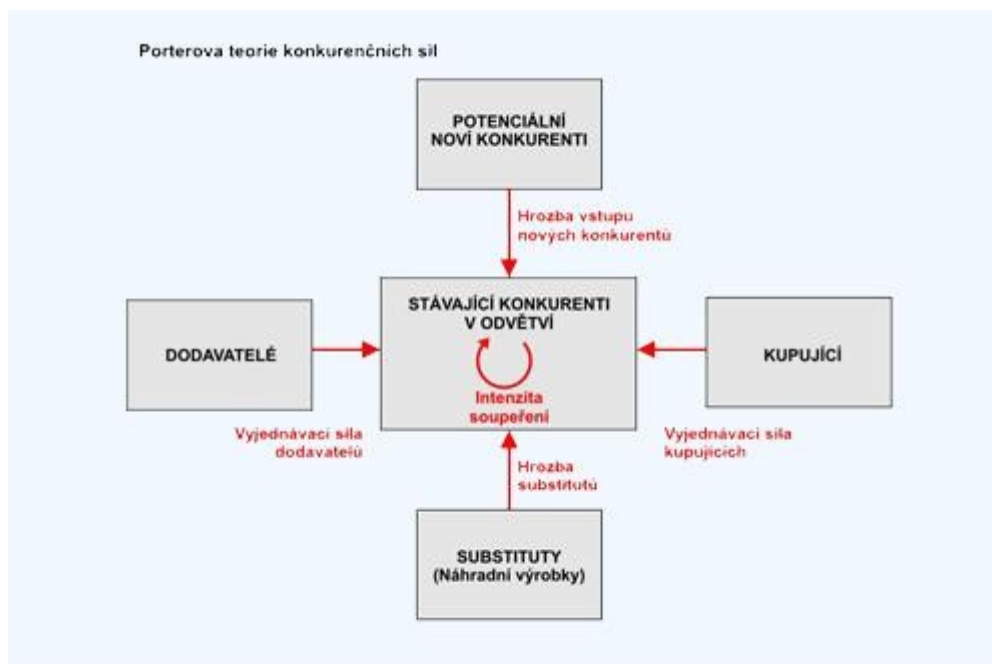 Porterova teorie konkurenčních sil
POTENCIÁLNÍ
NOVÍ KONKURENTI
Hrozba vstupu
nových konkurentů
STÁVAJÍCÍ KONKURENTI
V ODVĚTVÍ
Intenzita
soupeření
DODAVATELÉ
KUPUJÍCÍ
Vyjednávací síla
dodavatelů
Vyjednávací síla
kupujících
Hrozba
substitutů
SUBSTITUTY
(Náhradní výrobky)